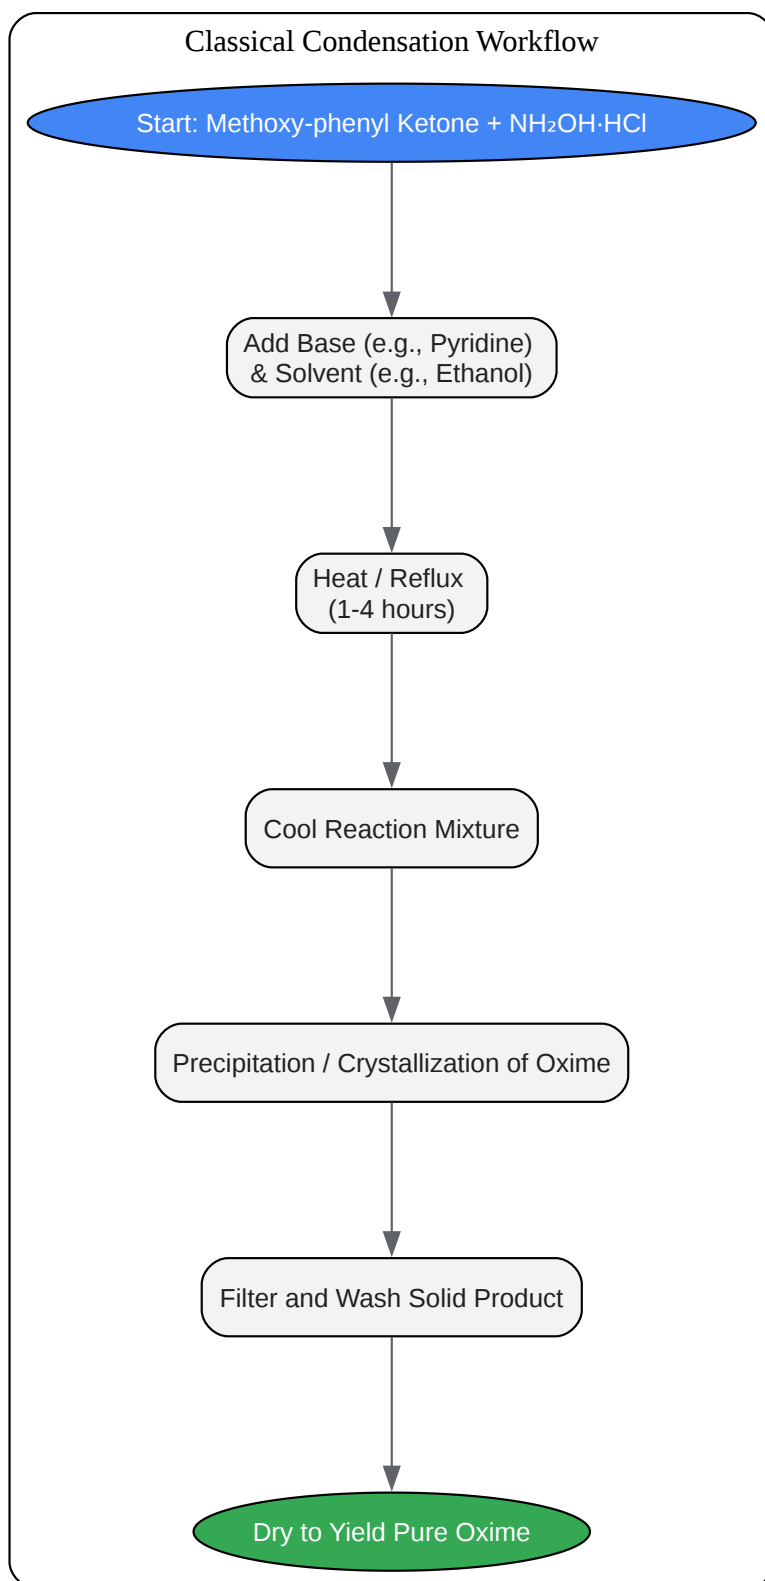 Classical Condensation Workflow
Start: Methoxy-phenyl Ketone + NH₂OH·HCl
Add Base (e.g., Pyridine)
& Solvent (e.g., Ethanol)
Heat / Reflux
(1-4 hours)
Cool Reaction Mixture
Precipitation / Crystallization of Oxime
Filter and Wash Solid Product
Dry to Yield Pure Oxime